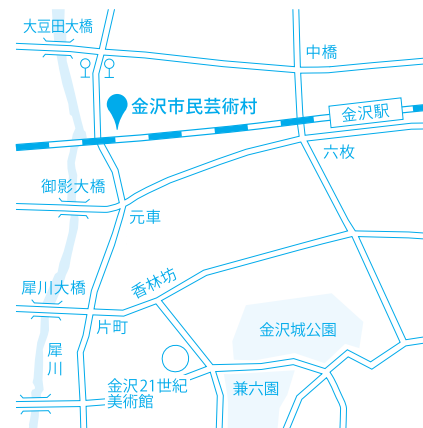 大豆田大橋
中橋
金沢市民芸術村
金沢駅
六枚
御影大橋
元車
香林坊
犀川大橋
片町
金沢城公園
犀川
金沢21世紀
美術館
兼六園